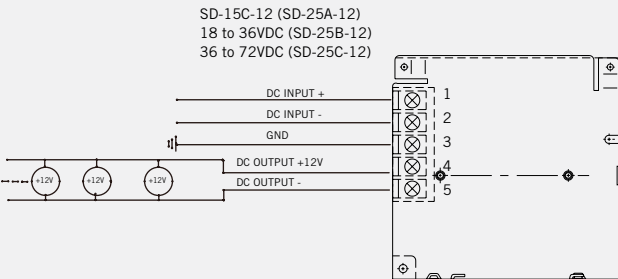 SD-15C-12 (SD-25A-12)
18 to 36VDC (SD-25B-12)
36 to 72VDC (SD-25C-12)
DC INPUT + 1
DC INPUT - 2
GND 3
DC OUTPUT +12V 4
DC OUTPUT - 5
+12V +12V +12V